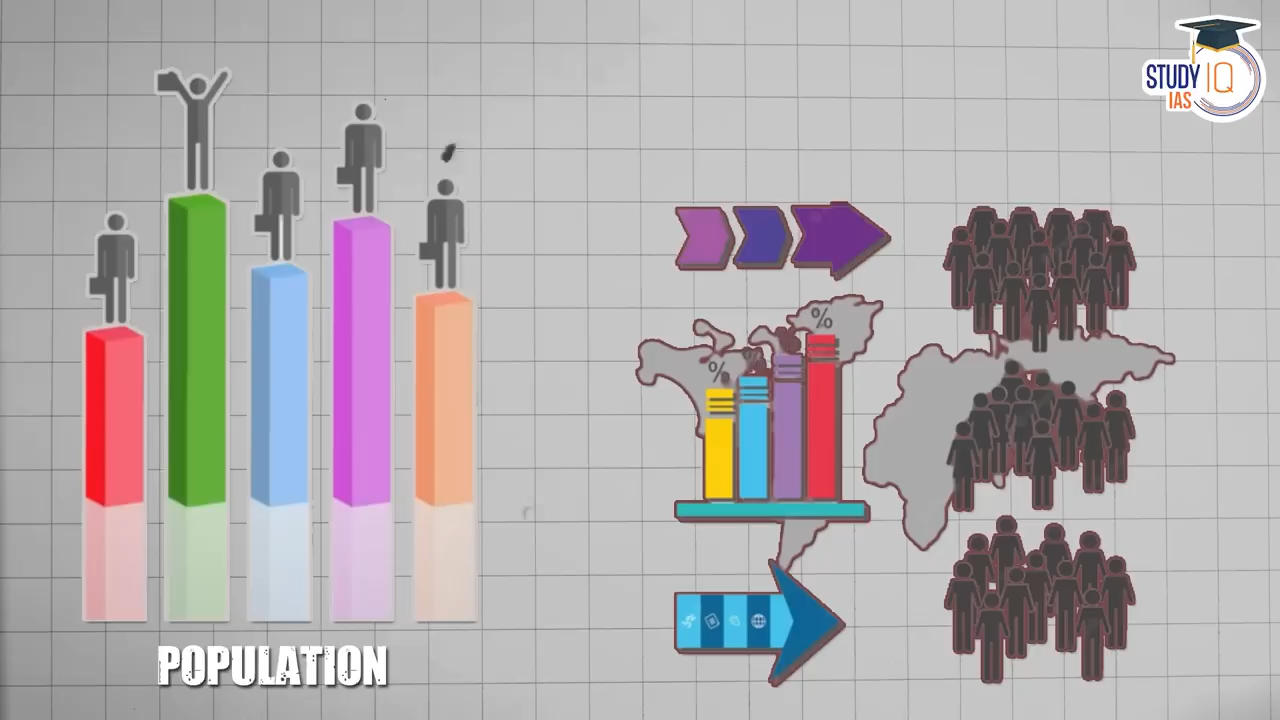 STUDY IQ
IAS
%
%
%
POPULATION